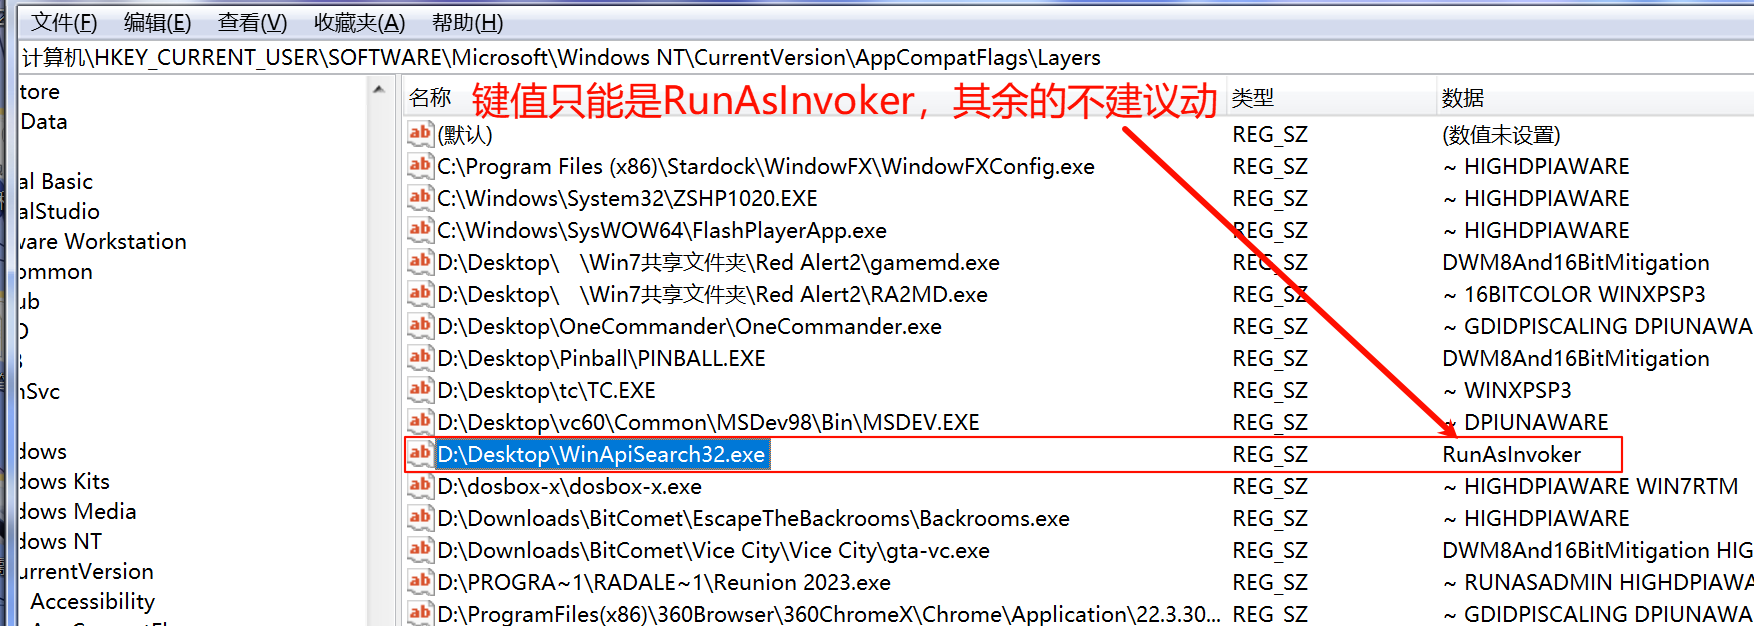 文件(F) 编辑(E) 查看(V) 收藏夹(A) 帮助(H)
计算机\HKEY_CURRENT_USER\SOFTWARE\Microsoft\Windows NT\CurrentVersion\AppCompatFlags\Layers
tore
Data
al Basic
alStudio
ware Workstation
ommon
ub
nSvc
dows
dows Kits
dows Media
dows NT
urrentVersion
Accessibility
名称 键值只能是RunAsInvoker，其余的不建议动 类型 数据
(默认) REG_SZ (数值未设置)
C:\Program Files (x86)\Stardock\WindowFX\WindowFXConfig.exe REG_SZ ~ HIGHDPIAWARE
C:\Windows\System32\ZSHP1020.EXE REG_SZ ~ HIGHDPIAWARE
C:\Windows\SysWOW64\FlashPlayerApp.exe REG_SZ ~ HIGHDPIAWARE
D:\Desktop\ \Win7共享文件夹\Red Alert2\gamemd.exe REG_SZ DWM8And16BitMitigation
D:\Desktop\ \Win7共享文件夹\Red Alert2\RA2MD.exe REG_SZ ~ 16BITCOLOR WINXPSP3
D:\Desktop\OneCommander\OneCommander.exe REG_SZ ~ GDIDPISCALING DPIUNAWA
D:\Desktop\Pinball\PINBALL.EXE REG_SZ DWM8And16BitMitigation
D:\Desktop\tc\TC.EXE REG_SZ ~ WINXPSP3
D:\Desktop\vc60\Common\MSDev98\Bin\MSDEV.EXE REG_SZ ~ DPIUNAWARE
D:\Desktop\WinApiSearch32.exe REG_SZ RunAsInvoker
D:\dosbox-x\dosbox-x.exe REG_SZ ~ HIGHDPIAWARE WIN7RTM
D:\Downloads\BitComet\EscapeTheBackrooms\Backrooms.exe REG_SZ ~ HIGHDPIAWARE
D:\Downloads\BitComet\Vice City\Vice City\gta-vc.exe REG_SZ DWM8And16BitMitigation HIG
D:\PROGRA~1\RADALE~1\Reunion 2023.exe REG_SZ ~ RUNASADMIN HIGHDPIAWA
D:\ProgramFiles(x86)\360Browser\360ChromeX\Chrome\Application\22.3.30... REG_SZ ~ GDIDPISCALING DPIUNAWA